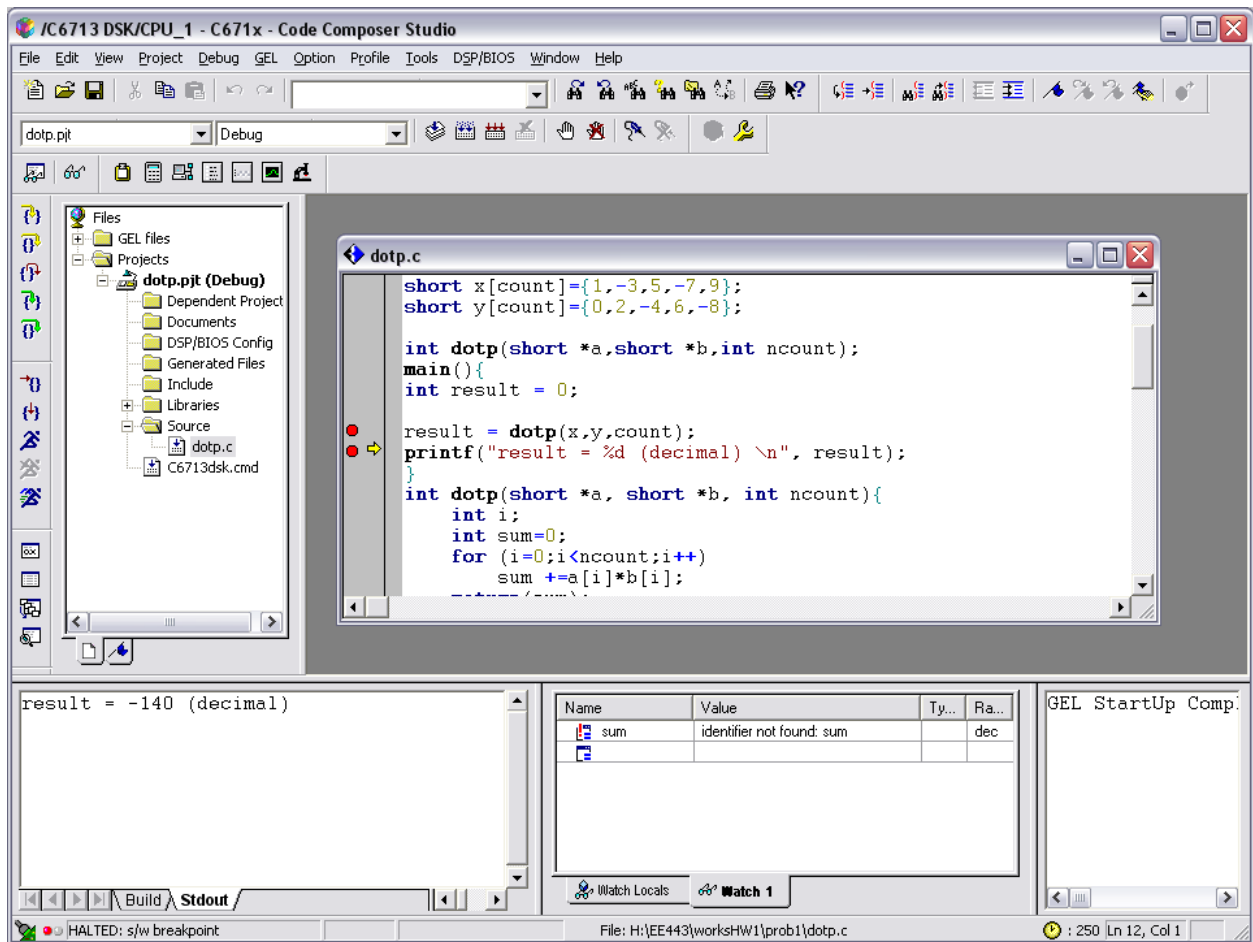 /C6713 DSK/CPU_1 - C671x - Code Composer Studio
File Edit View Project Debug GEL Option Profile Tools DSP/BIOS Window Help
dotp.pjt Debug
Files
GEL files
Projects
dotp.pjt (Debug)
Dependent Project
Documents
DSP/BIOS Config
Generated Files
Include
Libraries
Source
dotp.c
C6713dsk.cmd
dotp.c
short x[count]={1,-3,5,-7,9};
short y[count]={0,2,-4,6,-8};
int dotp(short *a,short *b,int ncount);
main(){
int result = 0;
result = dotp(x,y,count);
printf("result = %d (decimal) \n", result);
}
int dotp(short *a, short *b, int ncount){
int i;
int sum=0;
for (i=0;i<ncount;i++)
sum +=a[i]*b[i];
result = -140 (decimal)
Build Stdout
Name Value Ty... Ra...
sum identifier not found: sum dec
Watch Locals Watch 1
GEL StartUp Comp
HALTED: s/w breakpoint File: H:\EE443\worksHW1\prob1\dotp.c : 250 Ln 12, Col 1